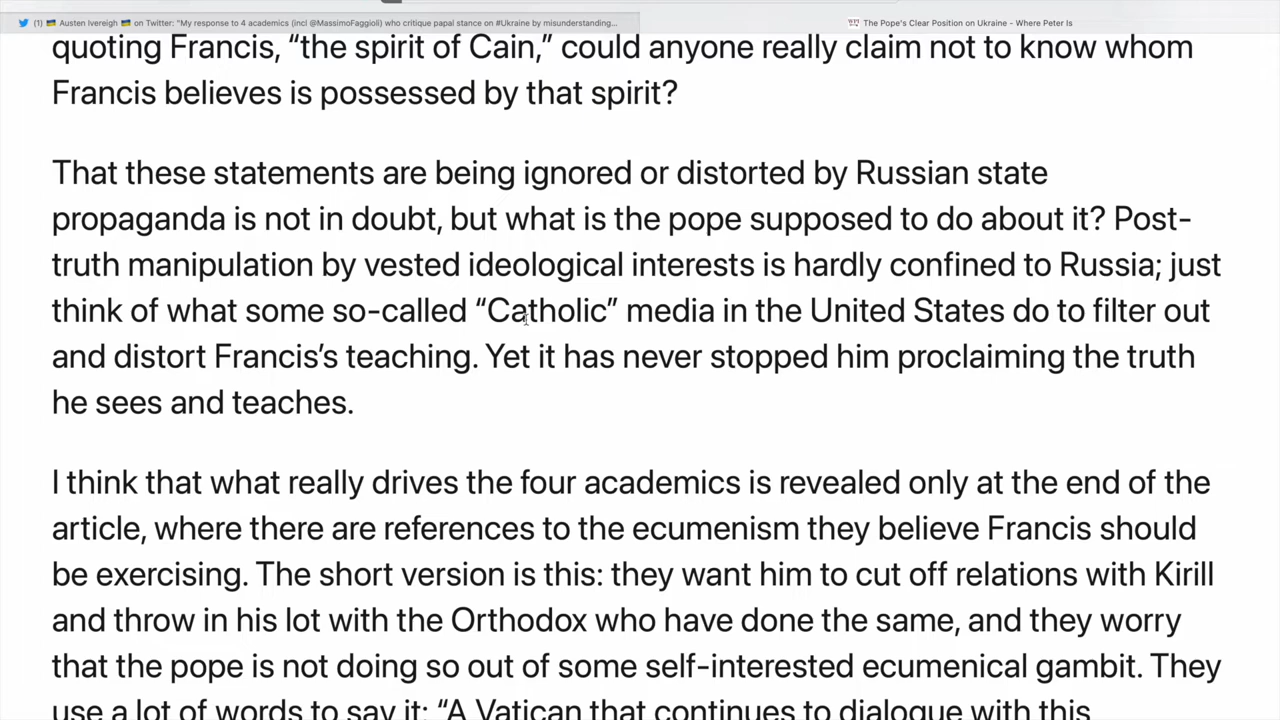 (1) 🇺🇦 Austen Ivereigh 🇺🇦 on Twitter: "My response to 4 academics (incl @MassimoFaggioli) who critique papal stance on #Ukraine by misunderstanding...
The Pope's Clear Position on Ukraine - Where Peter Is
quoting Francis, “the spirit of Cain,” could anyone really claim not to know whom
Francis believes is possessed by that spirit?
That these statements are being ignored or distorted by Russian state
propaganda is not in doubt, but what is the pope supposed to do about it? Post-
truth manipulation by vested ideological interests is hardly confined to Russia; just
think of what some so-called “Catholic” media in the United States do to filter out
and distort Francis’s teaching. Yet it has never stopped him proclaiming the truth
he sees and teaches.
I think that what really drives the four academics is revealed only at the end of the
article, where there are references to the ecumenism they believe Francis should
be exercising. The short version is this: they want him to cut off relations with Kirill
and throw in his lot with the Orthodox who have done the same, and they worry
that the pope is not doing so out of some self-interested ecumenical gambit. They
use a lot of words to say it: “A Vatican that continues to dialogue with this